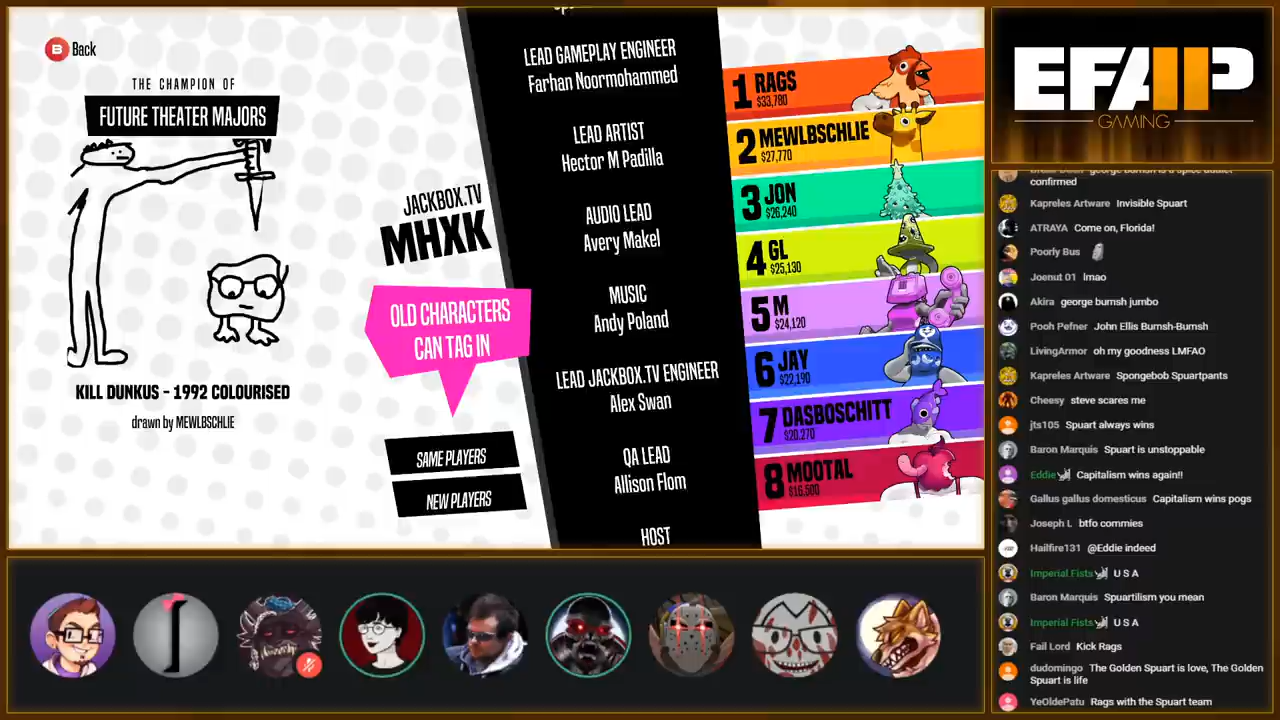 B Back
THE CHAMPION OF
FUTURE THEATER MAJORS
KILL DUNKUS - 1992 COLOURISED
drawn by MEWLBSCHLIE
JACKBOX.TV
MHXK
OLD CHARACTERS
CAN TAG IN
SAME PLAYERS
NEW PLAYERS
LEAD GAMEPLAY ENGINEER
Farhan Noormohammed
LEAD ARTIST
Hector M Padilla
AUDIO LEAD
Avery Makel
MUSIC
Andy Poland
LEAD JACKBOX.TV ENGINEER
Alex Swan
QA LEAD
Allison Flom
HOST
1 RAGS
$33,780
2 MEWLBSCHLIE
$27,770
3 JON
$26,240
4 GL
$25,130
5 M
$24,120
6 JAY
$22,190
7 DASBOSCHITT
$20,270
8 MOOTAL
$16,500
EFAP
GAMING
confirmed
Kapreles Artware Invisible Spuart
ATRAYA Come on, Florida!
Poorly Bus
Joenut 01 lmao
Akira george bumsh jumbo
Pooh Pefner John Ellis Bumsh-Bumsh
LivingArmor oh my goodness LMFAO
Kapreles Artware Spongebob Spuartpants
Cheesy steve scares me
jts105 Spuart always wins
Baron Marquis Spuart is unstoppable
Eddie Capitalism wins again!!
Gallus gallus domesticus Capitalism wins pogs
Joseph L btfo commies
Hailfire131 @Eddie indeed
Imperial Fists U S A
Baron Marquis Spuartilism you mean
Imperial Fists U S A
Fail Lord Kick Rags
dudomingo The Golden Spuart is love, The Golden
Spuart is life
YeOldePatu Rags with the Spuart team